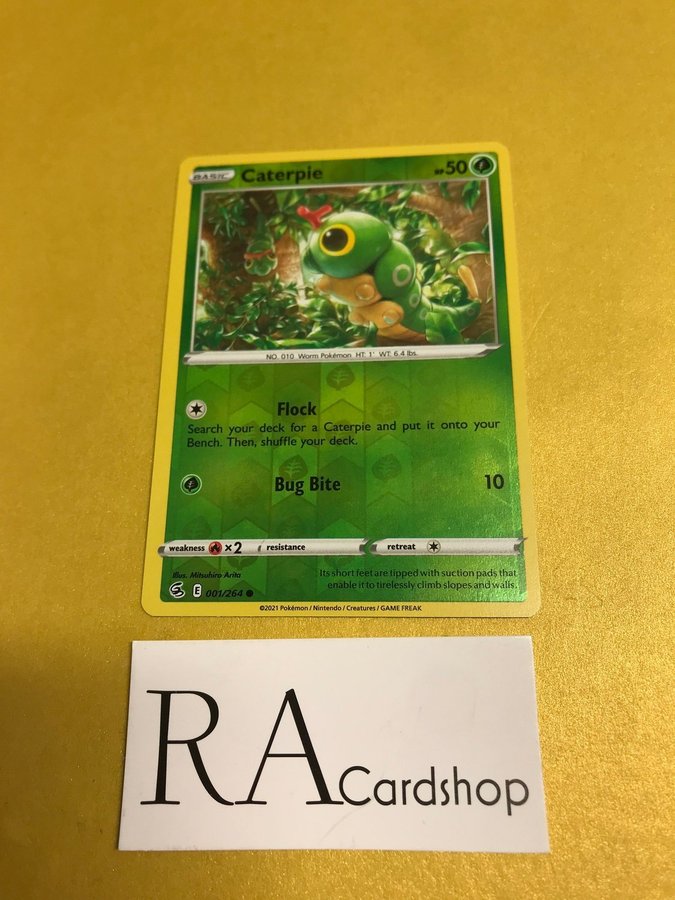 BASIC Caterpie HP 50
NO. 010 Worm Pokémon HT: 1' WT: 6.4 lbs.
Flock
Search your deck for a Caterpie and put it onto your
Bench. Then, shuffle your deck.
Bug Bite 10
weakness ×2 resistance retreat
Illus. Mitsuhiro Arita
Its short feet are tipped with suction pads that
enable it to tirelessly climb slopes and walls.
E 001/264
©2021 Pokémon / Nintendo / Creatures / GAME FREAK
RA Cardshop